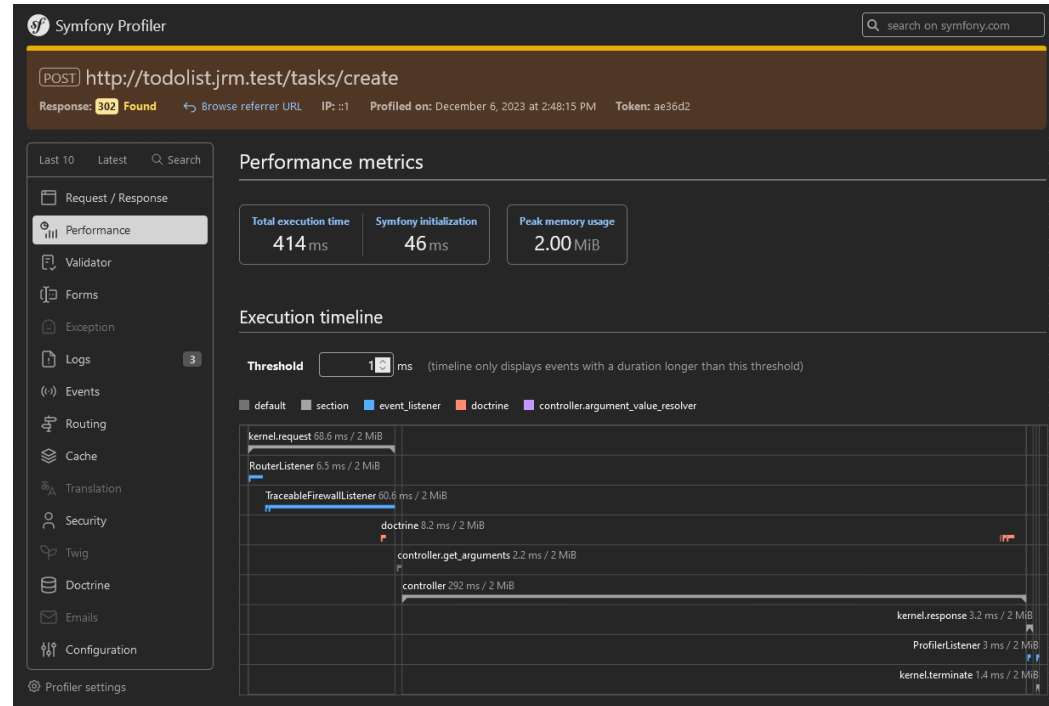 Symfony Profiler
search on symfony.com
POST http://todolist.jrm.test/tasks/create
Response: 302 Found Browse referrer URL IP: ::1 Profiled on: December 6, 2023 at 2:48:15 PM Token: ae36d2
Last 10 Latest Search
Request / Response
Performance
Validator
Forms
Exception
Logs 3
Events
Routing
Cache
Translation
Security
Twig
Doctrine
Emails
Configuration
Profiler settings
Performance metrics
Total execution time
414 ms
Symfony initialization
46 ms
Peak memory usage
2.00 MiB
Execution timeline
Threshold 1 ms (timeline only displays events with a duration longer than this threshold)
default section event_listener doctrine controller.argument_value_resolver
kernel.request 68.6 ms / 2 MiB
RouterListener 6.5 ms / 2 MiB
TraceableFirewallListener 60.6 ms / 2 MiB
doctrine 8.2 ms / 2 MiB
controller.get_arguments 2.2 ms / 2 MiB
controller 292 ms / 2 MiB
kernel.response 3.2 ms / 2 MiB
ProfilerListener 3 ms / 2 MiB
kernel.terminate 1.4 ms / 2 MiB